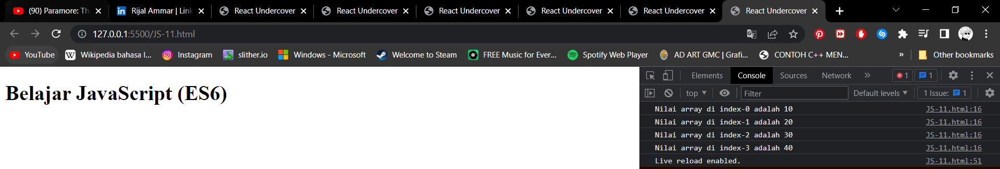 (90) Paramore: Th
Rijal Ammar | Link
React Undercover
React Undercover
React Undercover
React Undercover
React Undercover
React Undercover
127.0.0.1:5500/JS-11.html
YouTube
Wikipedia bahasa I...
Instagram
slither.io
Windows - Microsoft
Welcome to Steam
FREE Music for Ever...
Spotify Web Player
AD ART GMC | Grafi...
CONTOH C++ MEN...
»
Other bookmarks
Belajar JavaScript (ES6)
Elements Console Sources Network » 1 1
top Filter Default levels 1 Issue: 1
Nilai array di index-0 adalah 10 JS-11.html:16
Nilai array di index-1 adalah 20 JS-11.html:16
Nilai array di index-2 adalah 30 JS-11.html:16
Nilai array di index-3 adalah 40 JS-11.html:16
Live reload enabled. JS-11.html:51